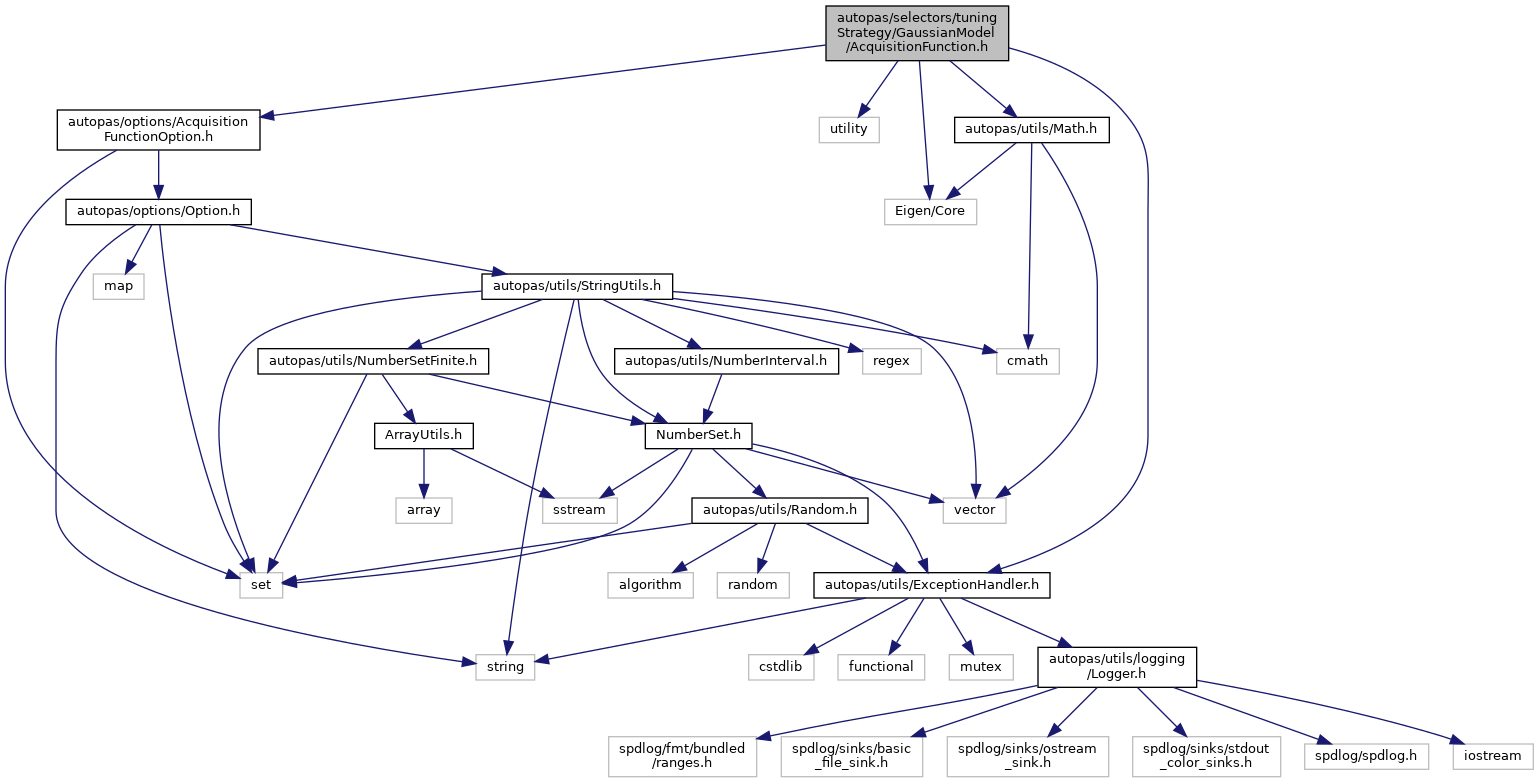 autopas/selectors/tuning
Strategy/GaussianModel
/AcquisitionFunction.h
autopas/options/Acquisition
FunctionOption.h
utility
autopas/utils/Math.h
autopas/options/Option.h
Eigen/Core
map
autopas/utils/StringUtils.h
autopas/utils/NumberSetFinite.h
autopas/utils/NumberInterval.h
regex
cmath
ArrayUtils.h
NumberSet.h
array
sstream
autopas/utils/Random.h
vector
set
algorithm
random
autopas/utils/ExceptionHandler.h
string
cstdlib
functional
mutex
autopas/utils/logging
/Logger.h
spdlog/fmt/bundled
/ranges.h
spdlog/sinks/basic
_file_sink.h
spdlog/sinks/ostream
_sink.h
spdlog/sinks/stdout
_color_sinks.h
spdlog/spdlog.h
iostream